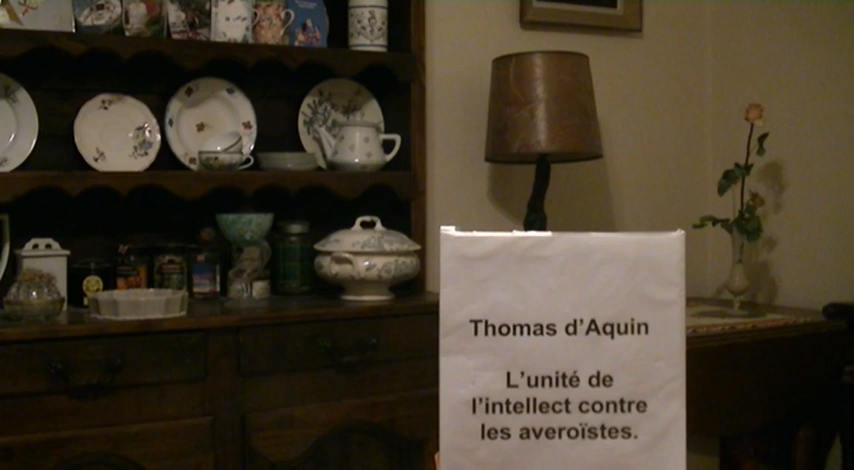 Thomas d'Aquin
L'unité de
l'intellect contre
les averoïstes.